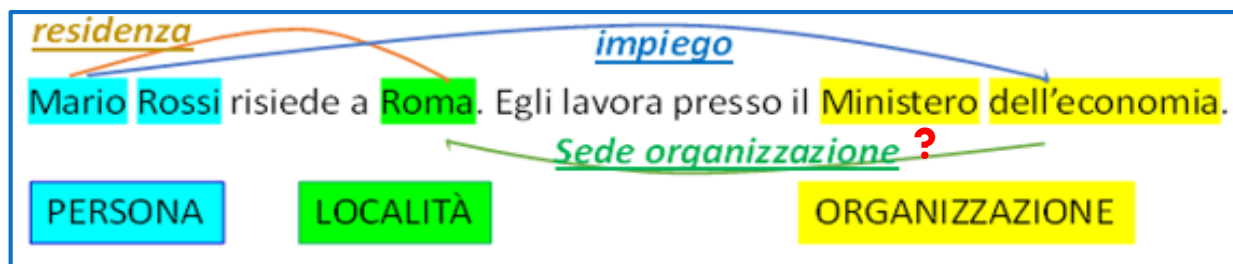 residenza
impiego
Mario Rossi risiede a Roma. Egli lavora presso il Ministero dell'economia.
Sede organizzazione ?
PERSONA LOCALITÀ ORGANIZZAZIONE